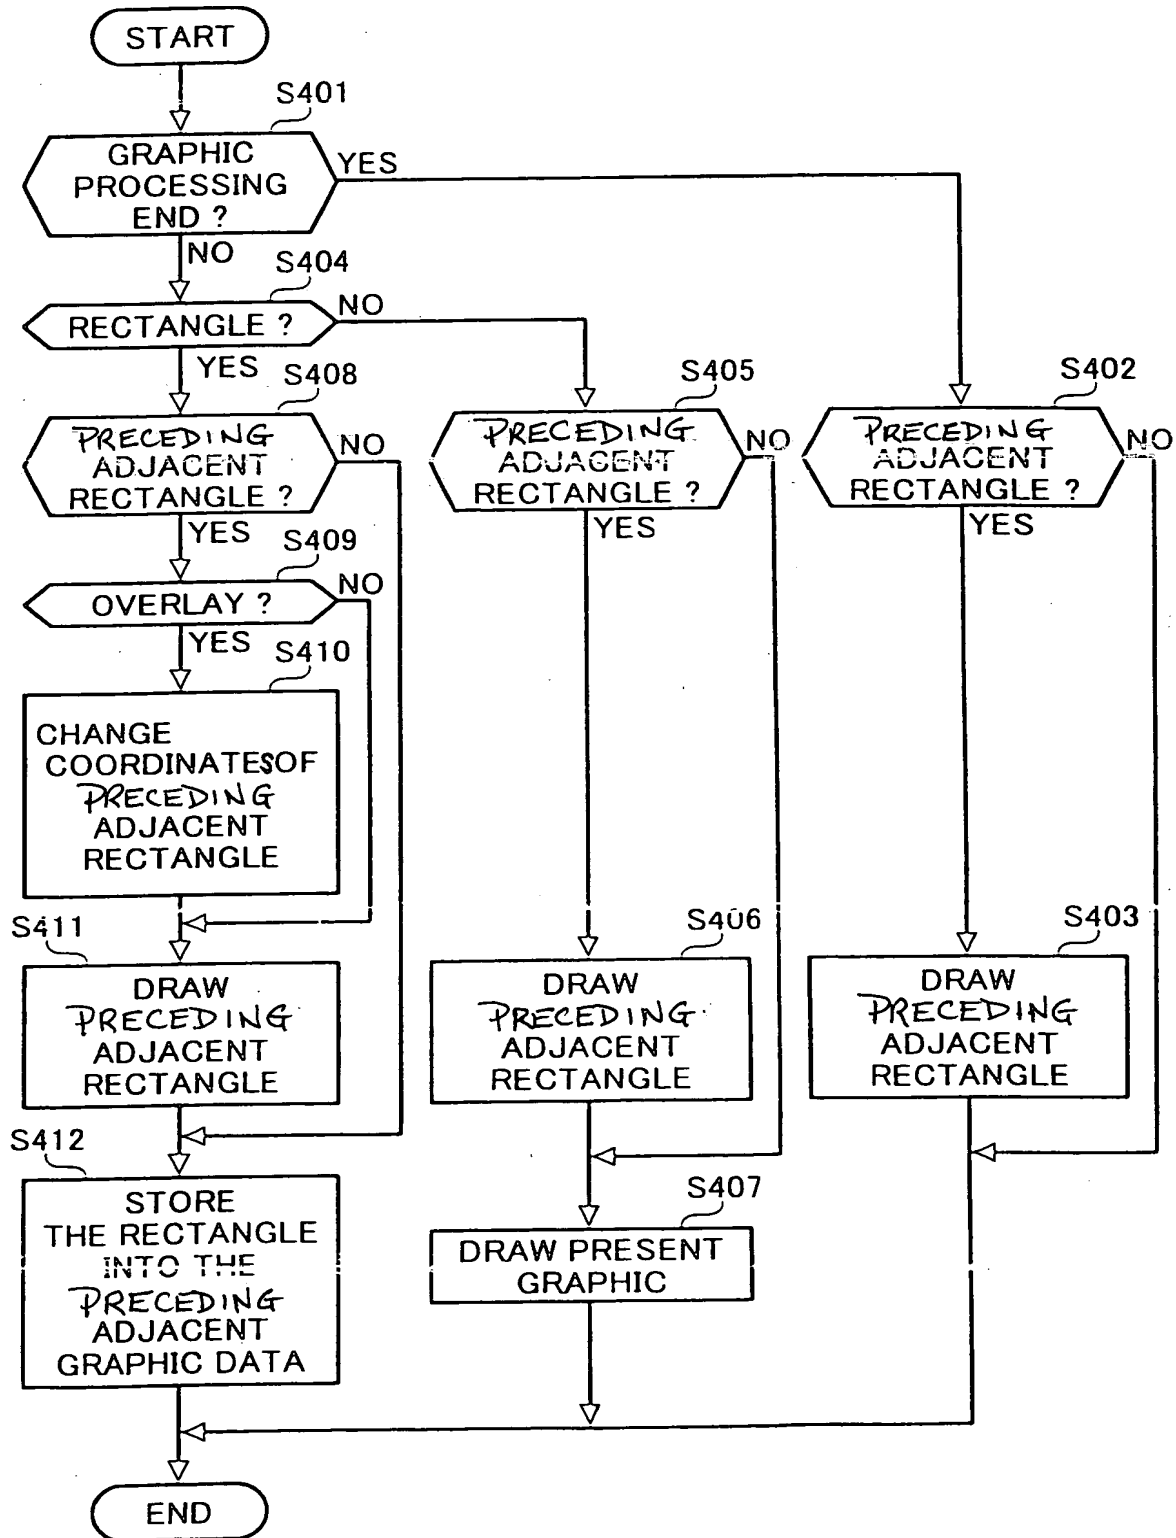 START
S401
GRAPHIC
PROCESSING
END ?
YES
NO
S404
RECTANGLE ?
NO
YES
S408
PRECEDING
ADJACENT
RECTANGLE ?
NO
YES
S405
PRECEDING
ADJACENT
RECTANGLE ?
NO
YES
S402
PRECEDING
ADJACENT
RECTANGLE ?
NO
YES
S409
OVERLAY ?
NO
YES
S410
CHANGE
COORDINATES OF
PRECEDING
ADJACENT
RECTANGLE
S411
DRAW
PRECEDING
ADJACENT
RECTANGLE
S406
DRAW
PRECEDING
ADJACENT
RECTANGLE
S403
DRAW
PRECEDING
ADJACENT
RECTANGLE
S412
STORE
THE RECTANGLE
INTO THE
PRECEDING
ADJACENT
GRAPHIC DATA
S407
DRAW PRESENT
GRAPHIC
END